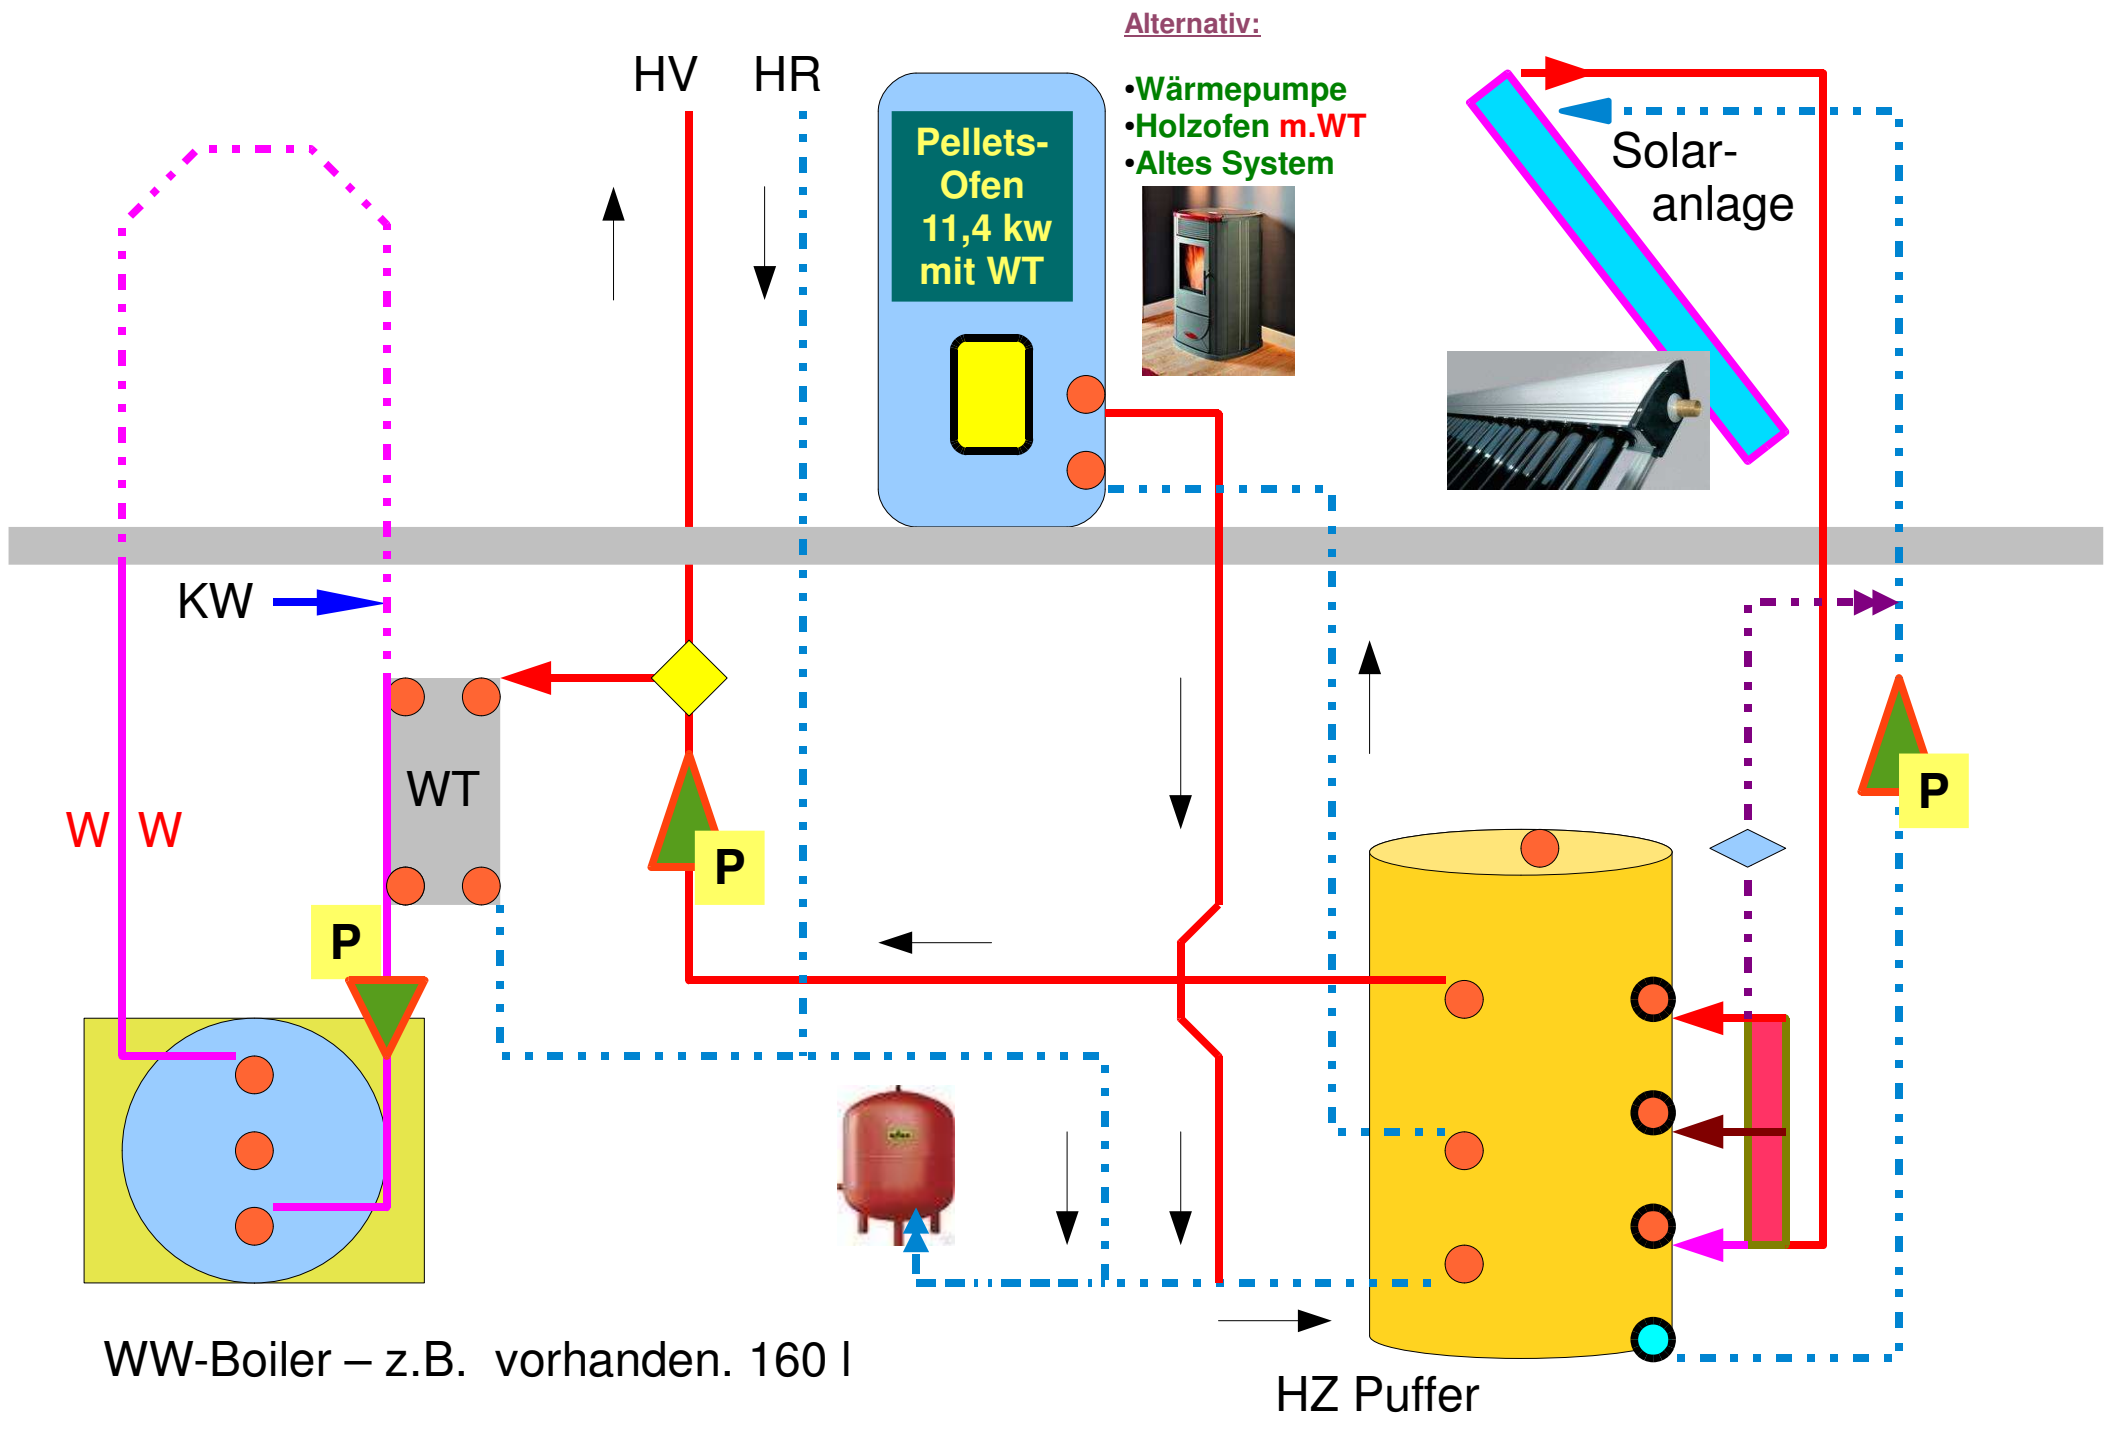 Alternativ:
HV
HR
•Wärmepumpe
•Holzofen m.WT
•Altes System
Pellets-
Ofen
11,4 kw
mit WT
Solar-
anlage
KW
WT
W W
P
P
P
WW-Boiler – z.B. vorhanden. 160 l
HZ Puffer